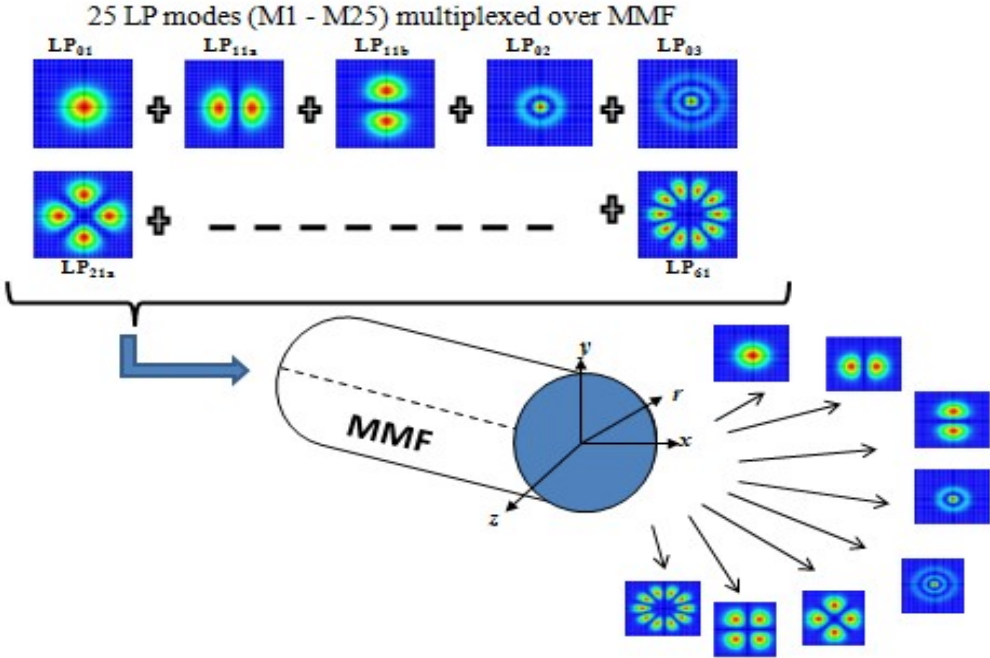 25 LP modes (M1 - M25) multiplexed over MMF
LP01 LP11a LP11b LP02 LP03
LP21a LP61
y
r
MMF
x
z